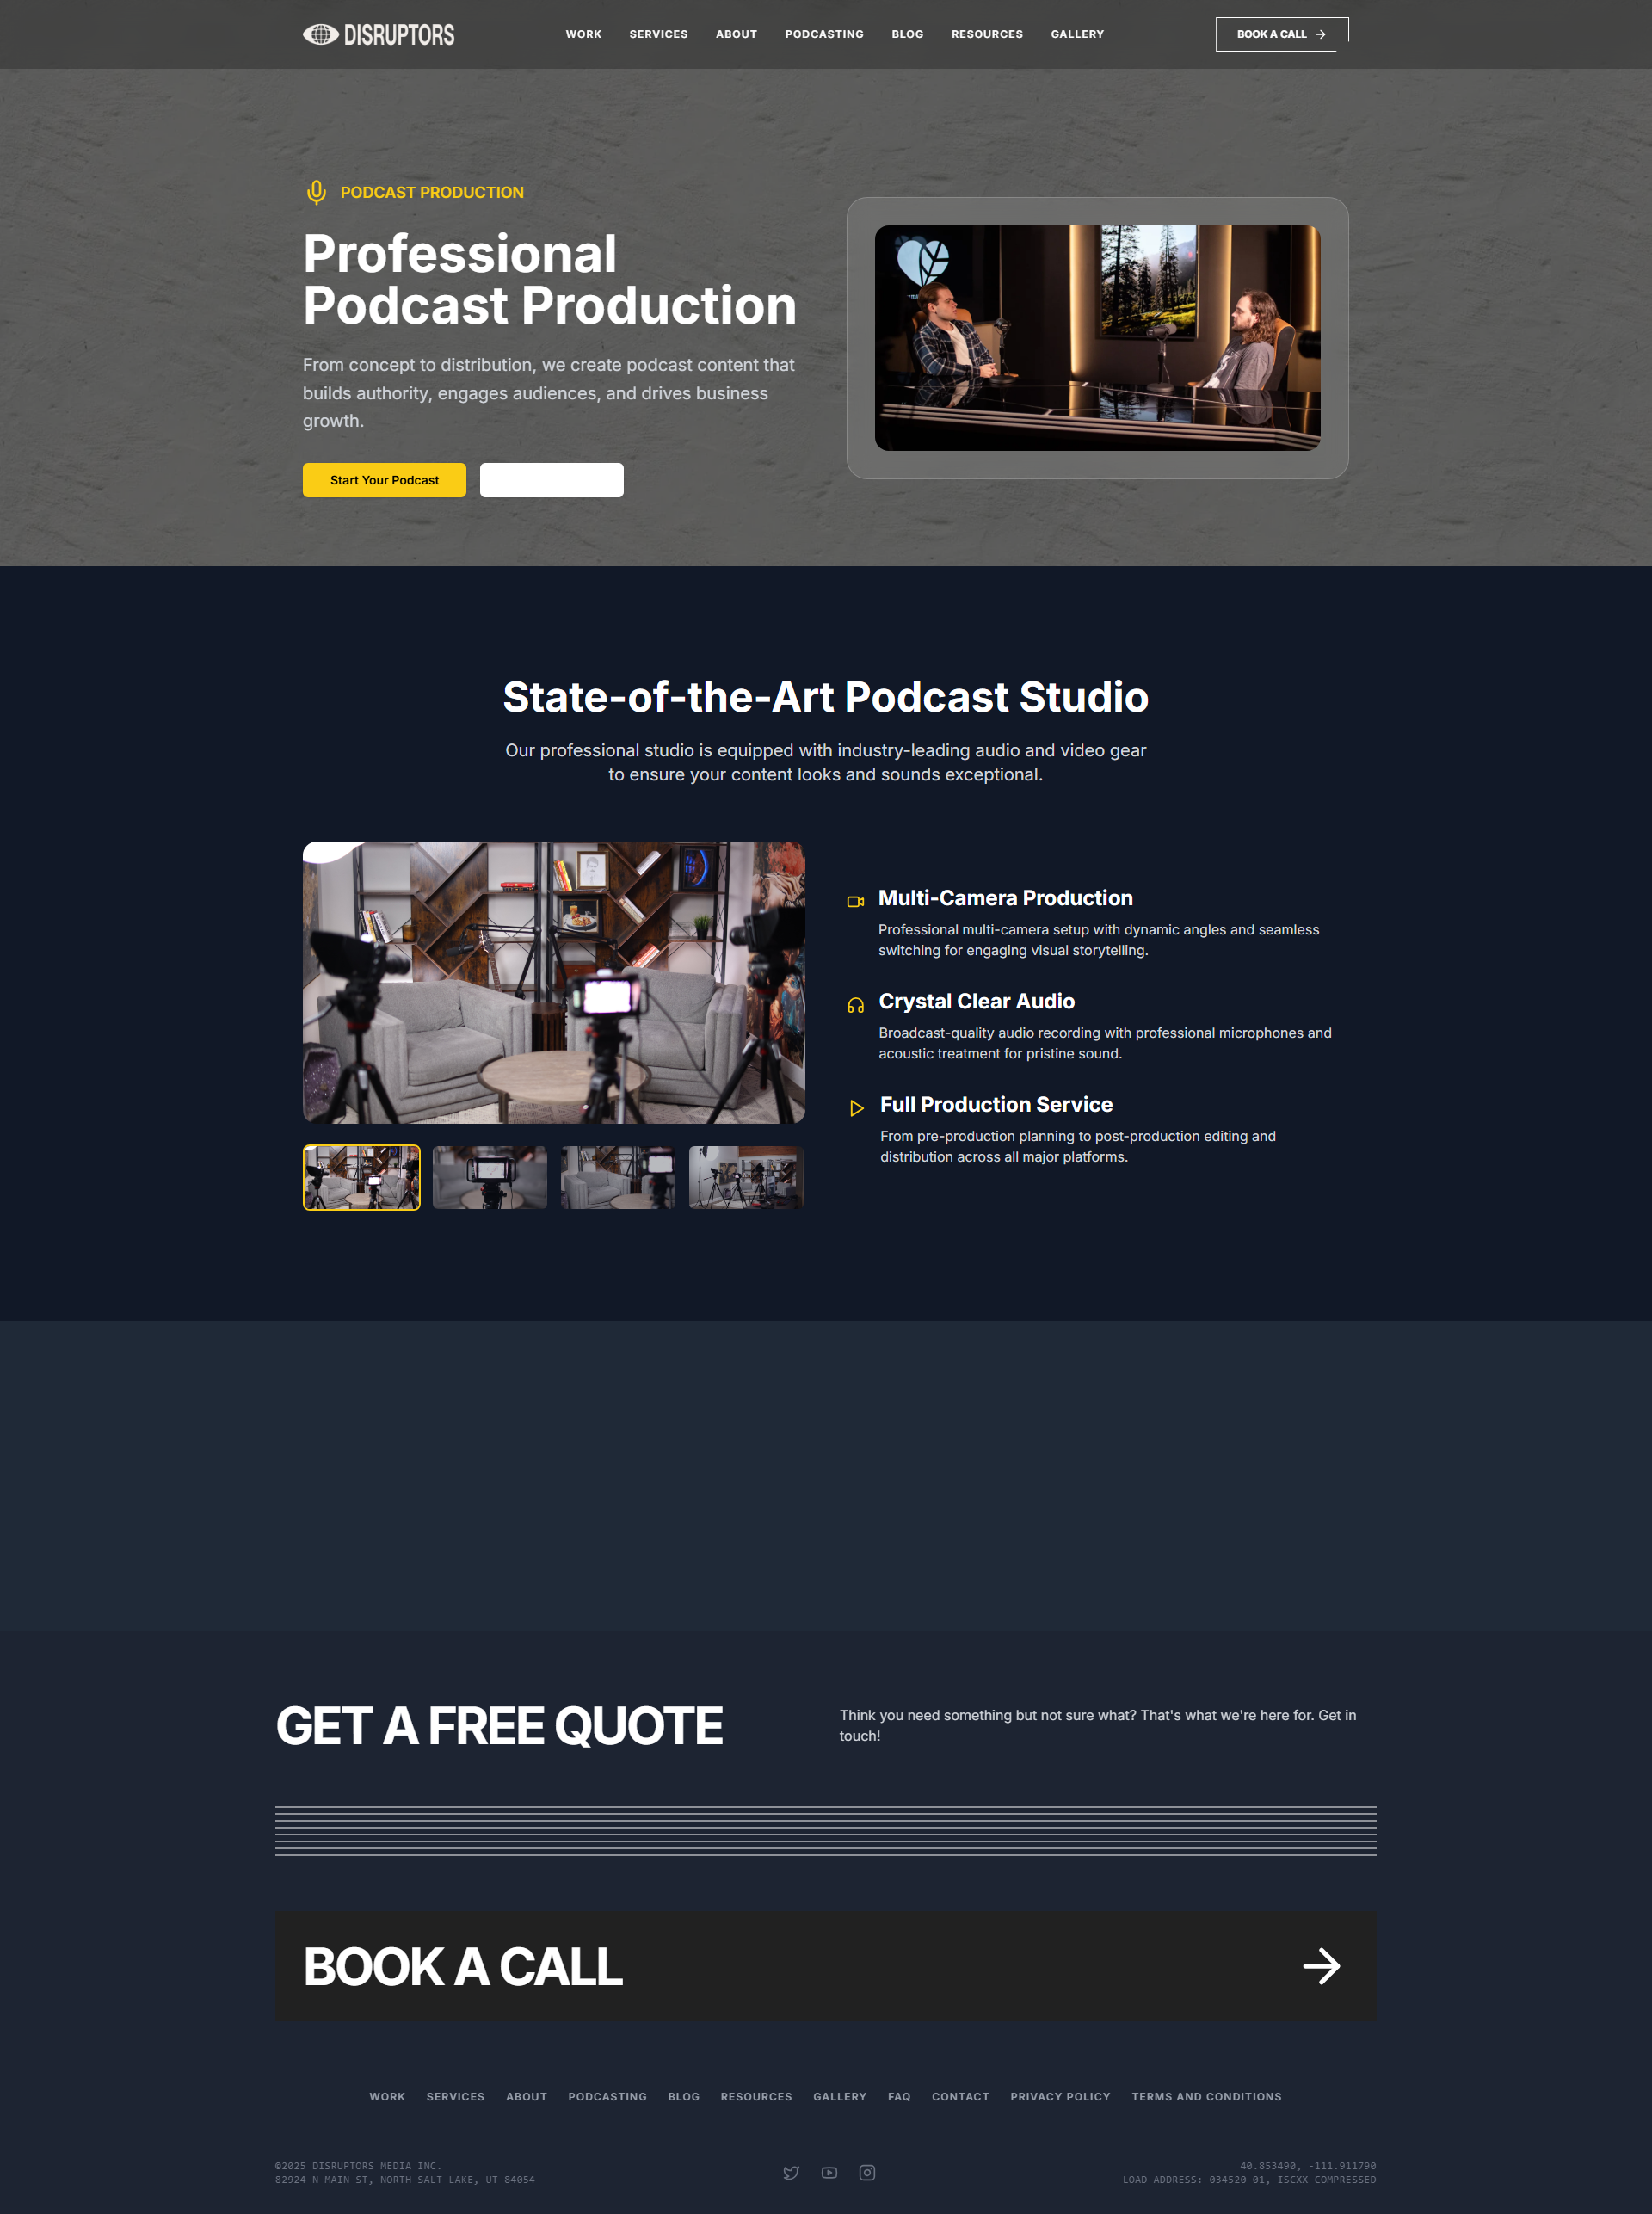 DISRUPTORS
WORK
SERVICES
ABOUT
PODCASTING
BLOG
RESOURCES
GALLERY
BOOK A CALL
PODCAST PRODUCTION
Professional
Podcast Production
From concept to distribution, we create podcast content that
builds authority, engages audiences, and drives business
growth.
Start Your Podcast
State-of-the-Art Podcast Studio
Our professional studio is equipped with industry-leading audio and video gear
to ensure your content looks and sounds exceptional.
Multi-Camera Production
Professional multi-camera setup with dynamic angles and seamless
switching for engaging visual storytelling.
Crystal Clear Audio
Broadcast-quality audio recording with professional microphones and
acoustic treatment for pristine sound.
Full Production Service
From pre-production planning to post-production editing and
distribution across all major platforms.
GET A FREE QUOTE
Think you need something but not sure what? That's what we're here for. Get in
touch!
BOOK A CALL
WORK
SERVICES
ABOUT
PODCASTING
BLOG
RESOURCES
GALLERY
FAQ
CONTACT
PRIVACY POLICY
TERMS AND CONDITIONS
©2025 DISRUPTORS MEDIA INC.
82924 N MAIN ST, NORTH SALT LAKE, UT 84054
40.853490, -111.911790
LOAD ADDRESS: 034520-01, ISCXX COMPRESSED